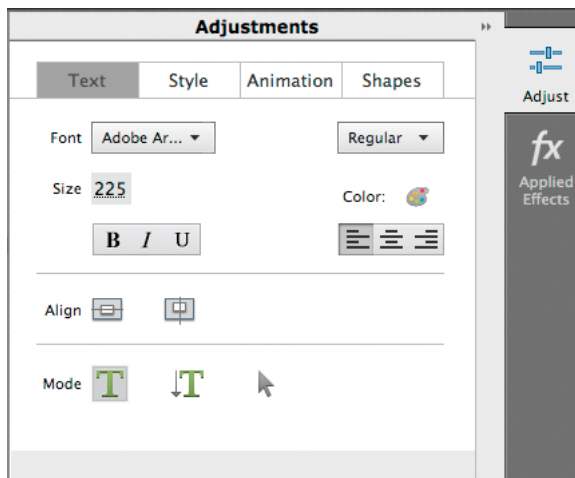 Adjustments
Adjust
fx
Applied
Effects
Text Style Animation Shapes
Font Adobe Ar... Regular
Size 225
Color:
B I U
Align
Mode T T